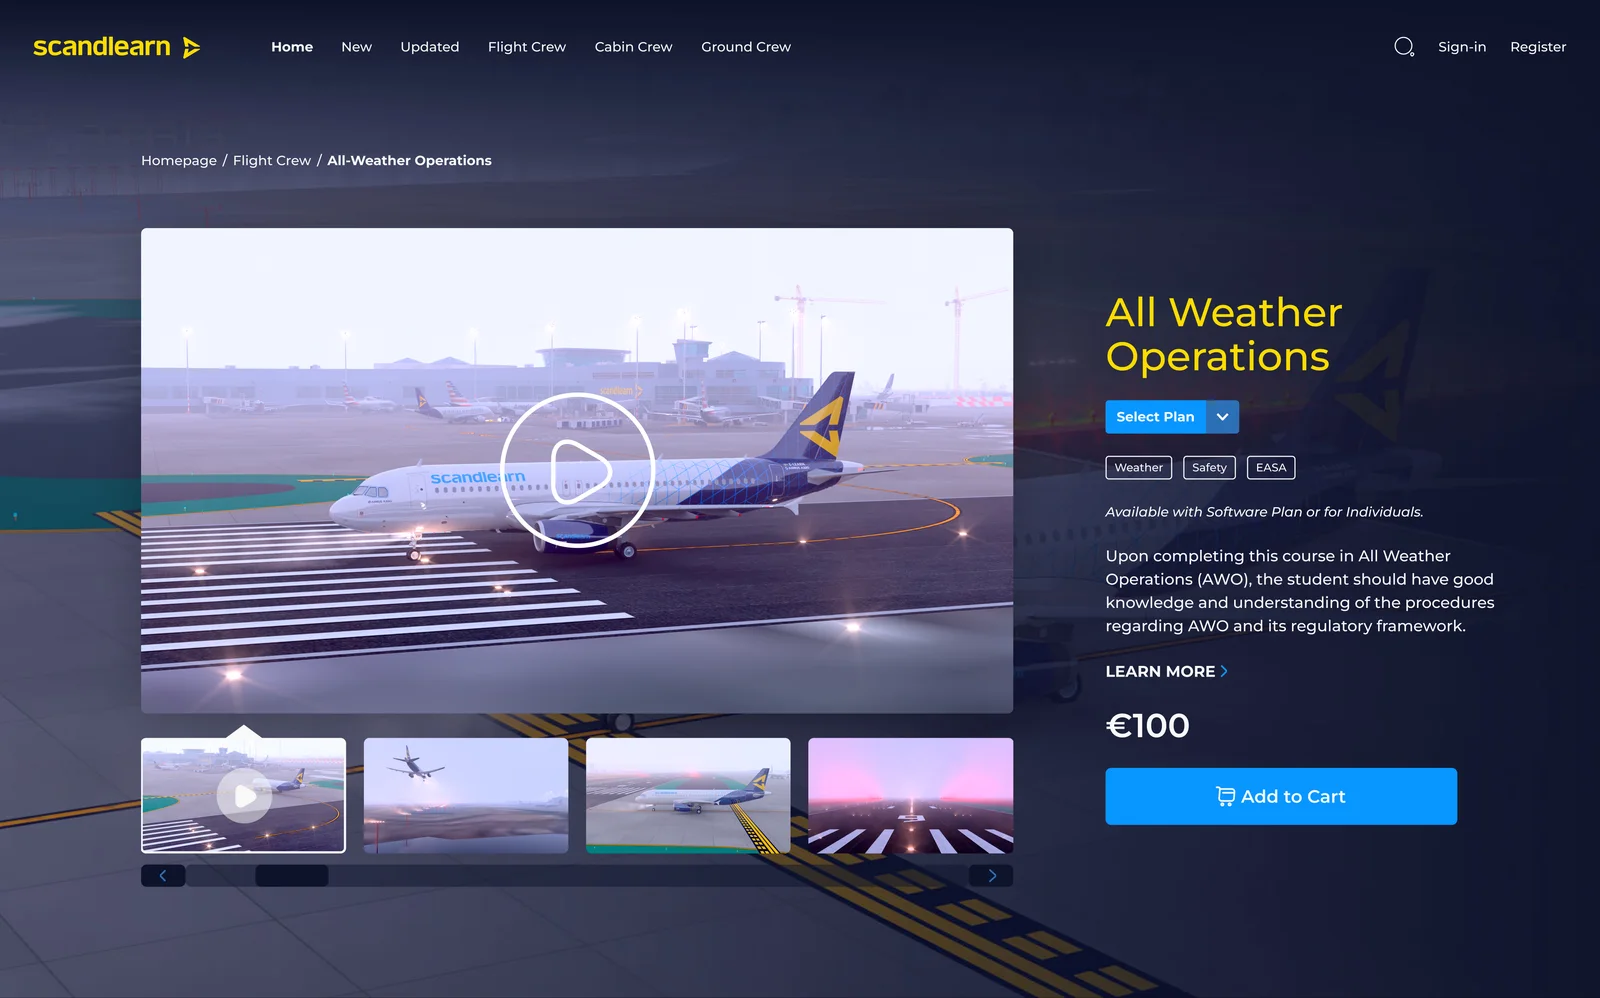 scandlearn
Home
New
Updated
Flight Crew
Cabin Crew
Ground Crew
Sign-in
Register
Homepage / Flight Crew / All-Weather Operations
scandlearn
scandlearn
All Weather
Operations
Select Plan
Weather
Safety
EASA
Available with Software Plan or for Individuals.
Upon completing this course in All Weather
Operations (AWO), the student should have good
knowledge and understanding of the procedures
regarding AWO and its regulatory framework.
LEARN MORE
€100
Add to Cart